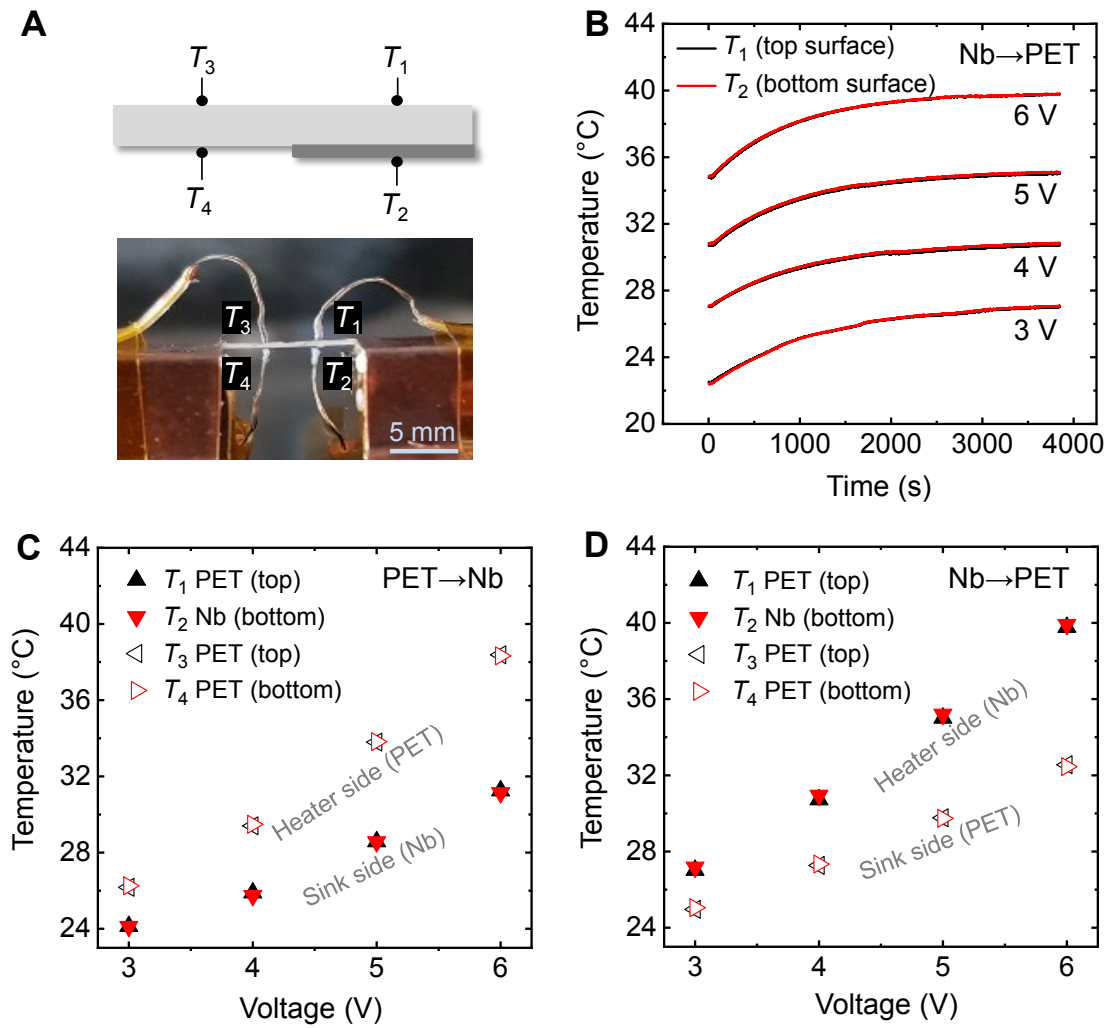 A
T3
T1
T4
T2
T3
T1
T4
T2
5 mm
B
T1 (top surface)
T2 (bottom surface)
Nb→PET
6 V
5 V
4 V
3 V
40
36
32
28
24
20
0
1000
2000
3000
4000
Temperature (°C)
Time (s)
C
T1 PET (top)
T2 Nb (bottom)
T3 PET (top)
T4 PET (bottom)
PET→Nb
Heater side (PET)
Sink side (Nb)
44
40
36
32
28
24
3
4
5
6
Temperature (°C)
Voltage (V)
D
T1 PET (top)
T2 Nb (bottom)
T3 PET (top)
T4 PET (bottom)
Nb→PET
Heater side (Nb)
Sink side (PET)
44
40
36
32
28
24
3
4
5
6
Temperature (°C)
Voltage (V)
44